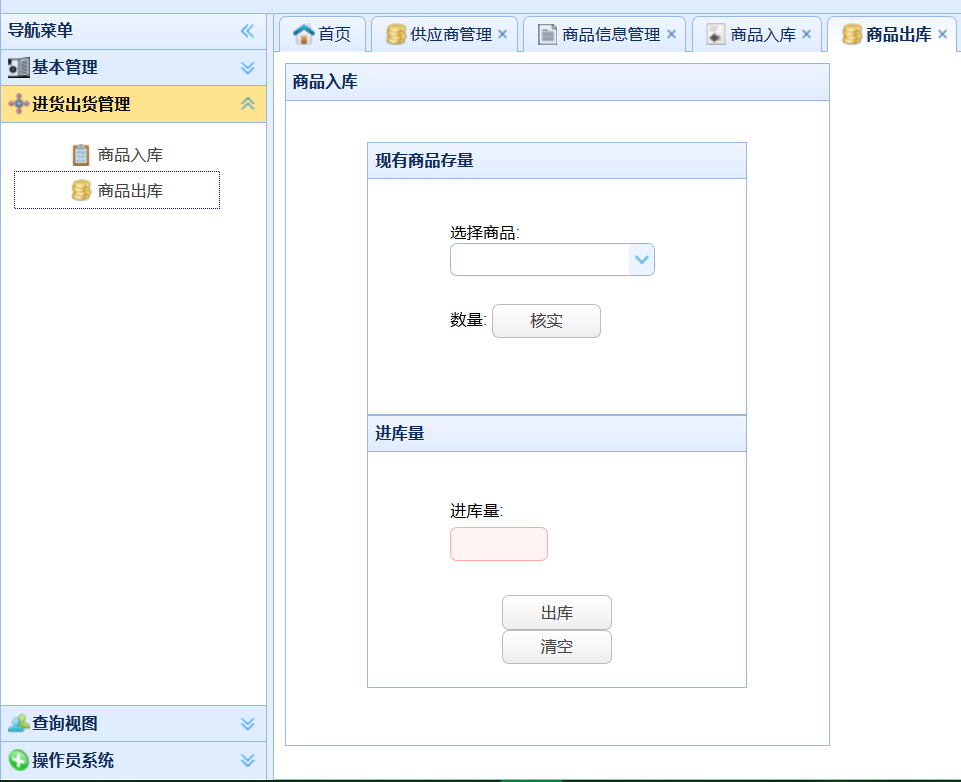 导航菜单
基本管理
进货出货管理
商品入库
商品出库
查询视图
操作员系统
首页 供应商管理 商品信息管理 商品入库 商品出库
商品入库
现有商品存量
选择商品:
数量: 核实
进库量
进库量:
出库
清空